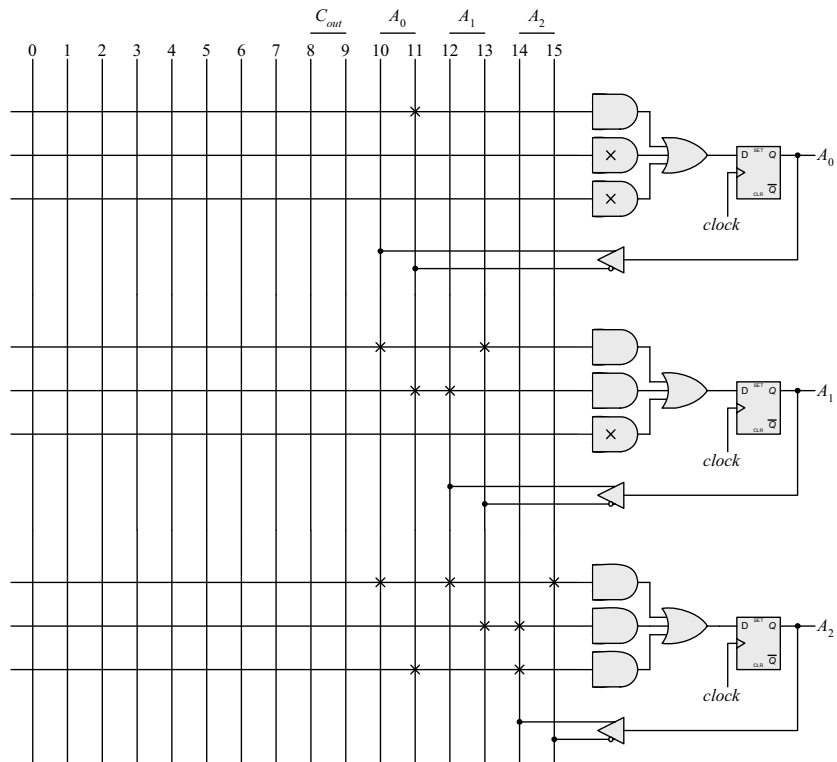 C_out A_0 A_1 A_2
0 1 2 3 4 5 6 7 8 9 10 11 12 13 14 15
D SET Q
CLR Q̅
A_0
clock
D SET Q
CLR Q̅
A_1
clock
D SET Q
CLR Q̅
A_2
clock